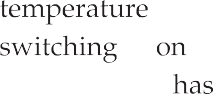 temperature
switching on
has